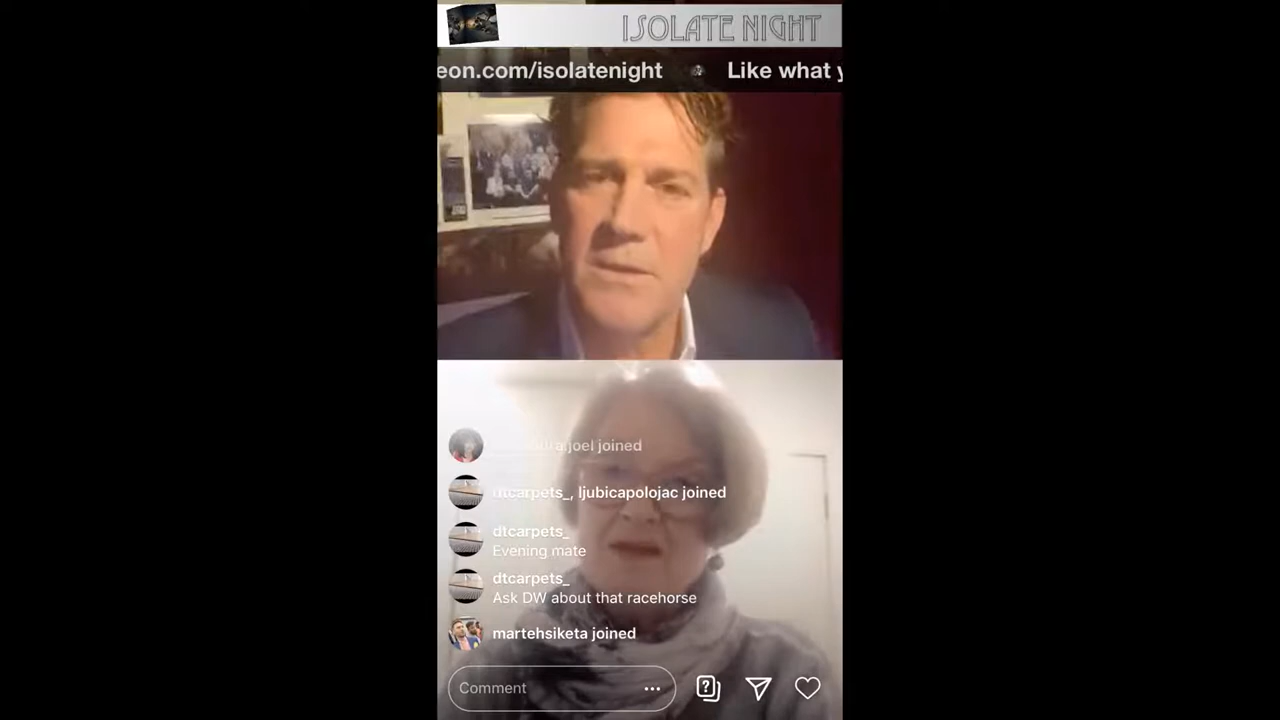 ISOLATE NIGHT
eon.com/isolatenight Like what y
joel joined
dtcarpets_, ljubicapolojac joined
dtcarpets_
Evening mate
dtcarpets_
Ask DW about that racehorse
martehsiketa joined
Comment